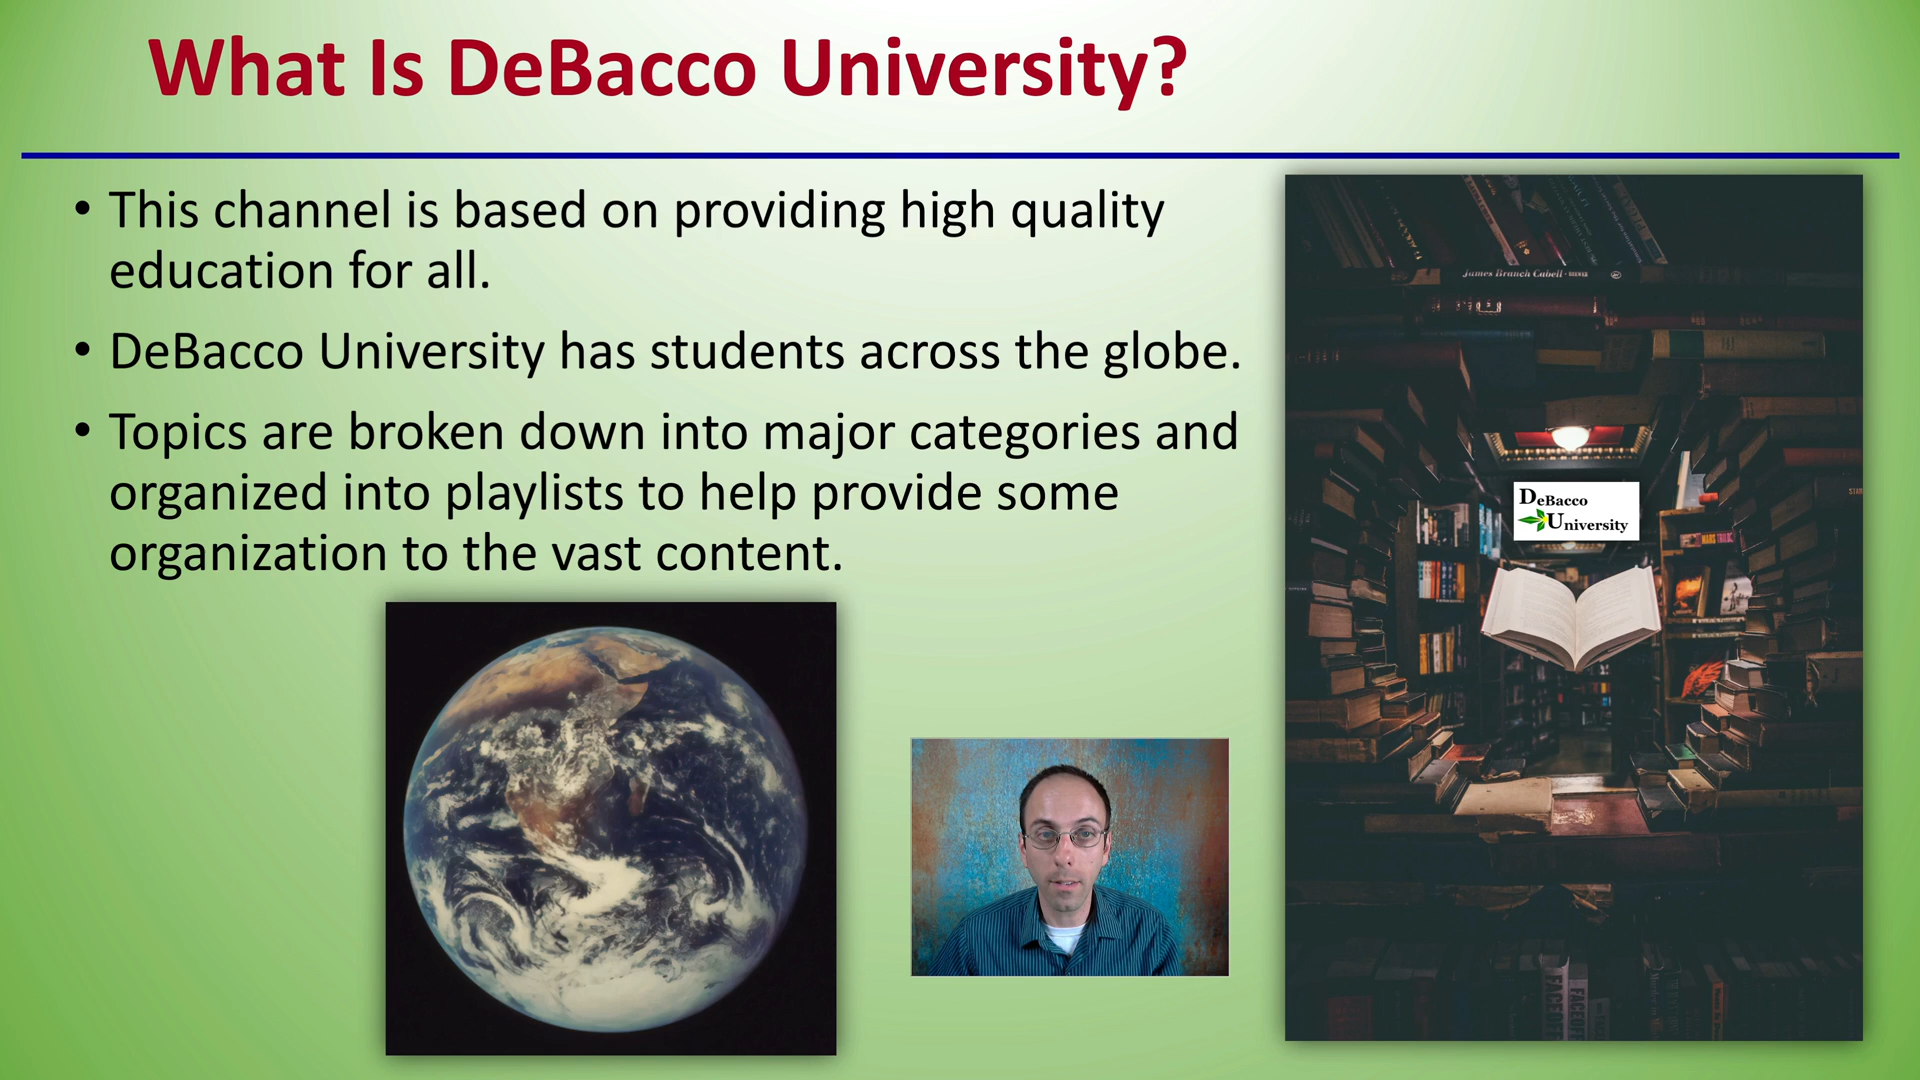 What Is DeBacco University?
• This channel is based on providing high quality
education for all.
• DeBacco University has students across the globe.
• Topics are broken down into major categories and
organized into playlists to help provide some
organization to the vast content.
James Branch Cabell
DeBacco
University